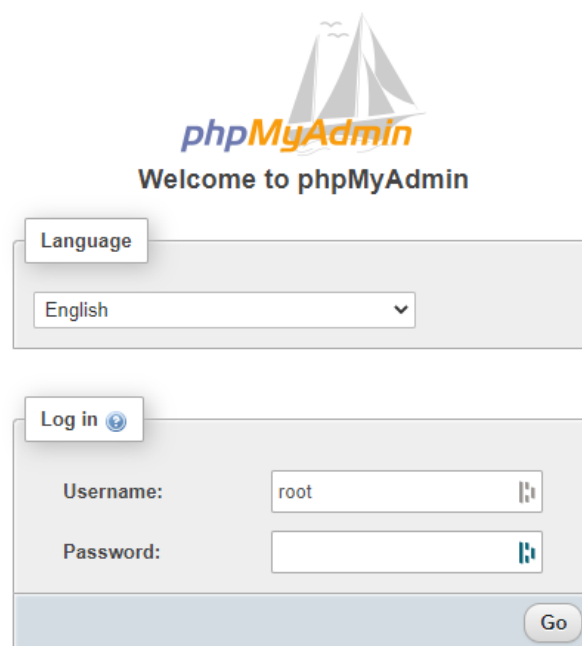 phpMyAdmin
Welcome to phpMyAdmin
Language
English
Log in
Username:
root
Password:
Go